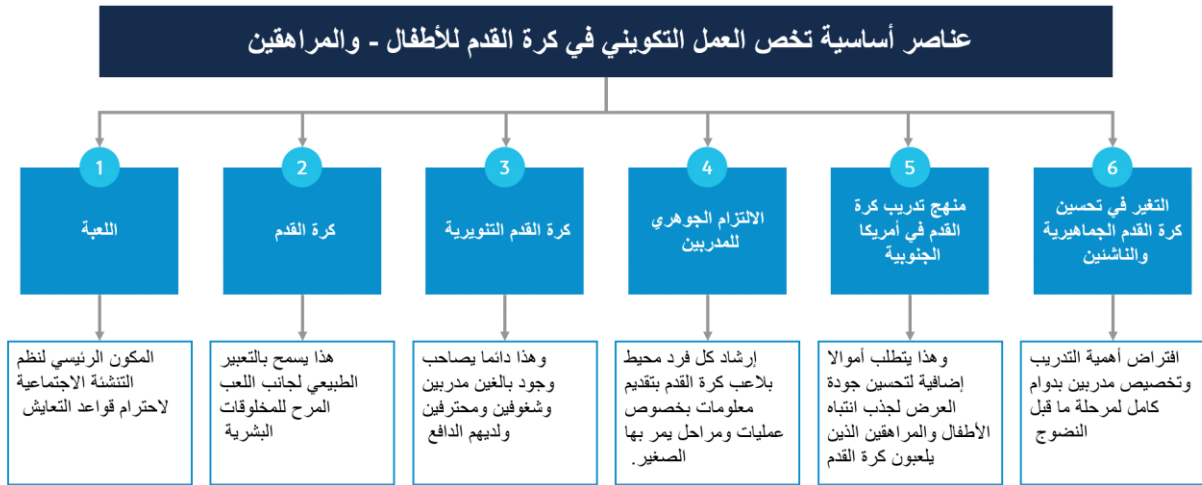 عناصر أساسية تخص العمل التكويني في كرة القدم للأطفال - والمراهقين
1
اللعبة
المكون الرئيسي لنظم
التنشئة الاجتماعية
لاحترام قواعد التعايش
2
كرة القدم
هذا يسمح بالتعبير
الطبيعي لجانب اللعب
المرح للمخلوقات
البشرية
3
كرة القدم التنويرية
وهذا دائما يصاحب
وجود بالغين مدربين
وشغوفين ومحترفين
ولديهم الدافع
4
الالتزام الجوهري
للمدربين
إرشاد كل فرد محيط
بلاعب كرة القدم بتقديم
معلومات بخصوص
عمليات ومراحل يمر بها
الصغير.
5
منهج تدريب كرة
القدم في أمريكا
الجنوبية
وهذا يتطلب أموالا
إضافية لتحسين جودة
العرض لجذب انتباه
الأطفال والمراهقين الذين
يلعبون كرة القدم
6
التغير في تحسين
كرة القدم الجماهيرية
والناشئين
افتراض أهمية التدريب
وتخصيص مدربين بدوام
كامل لمرحلة ما قبل
النضوج